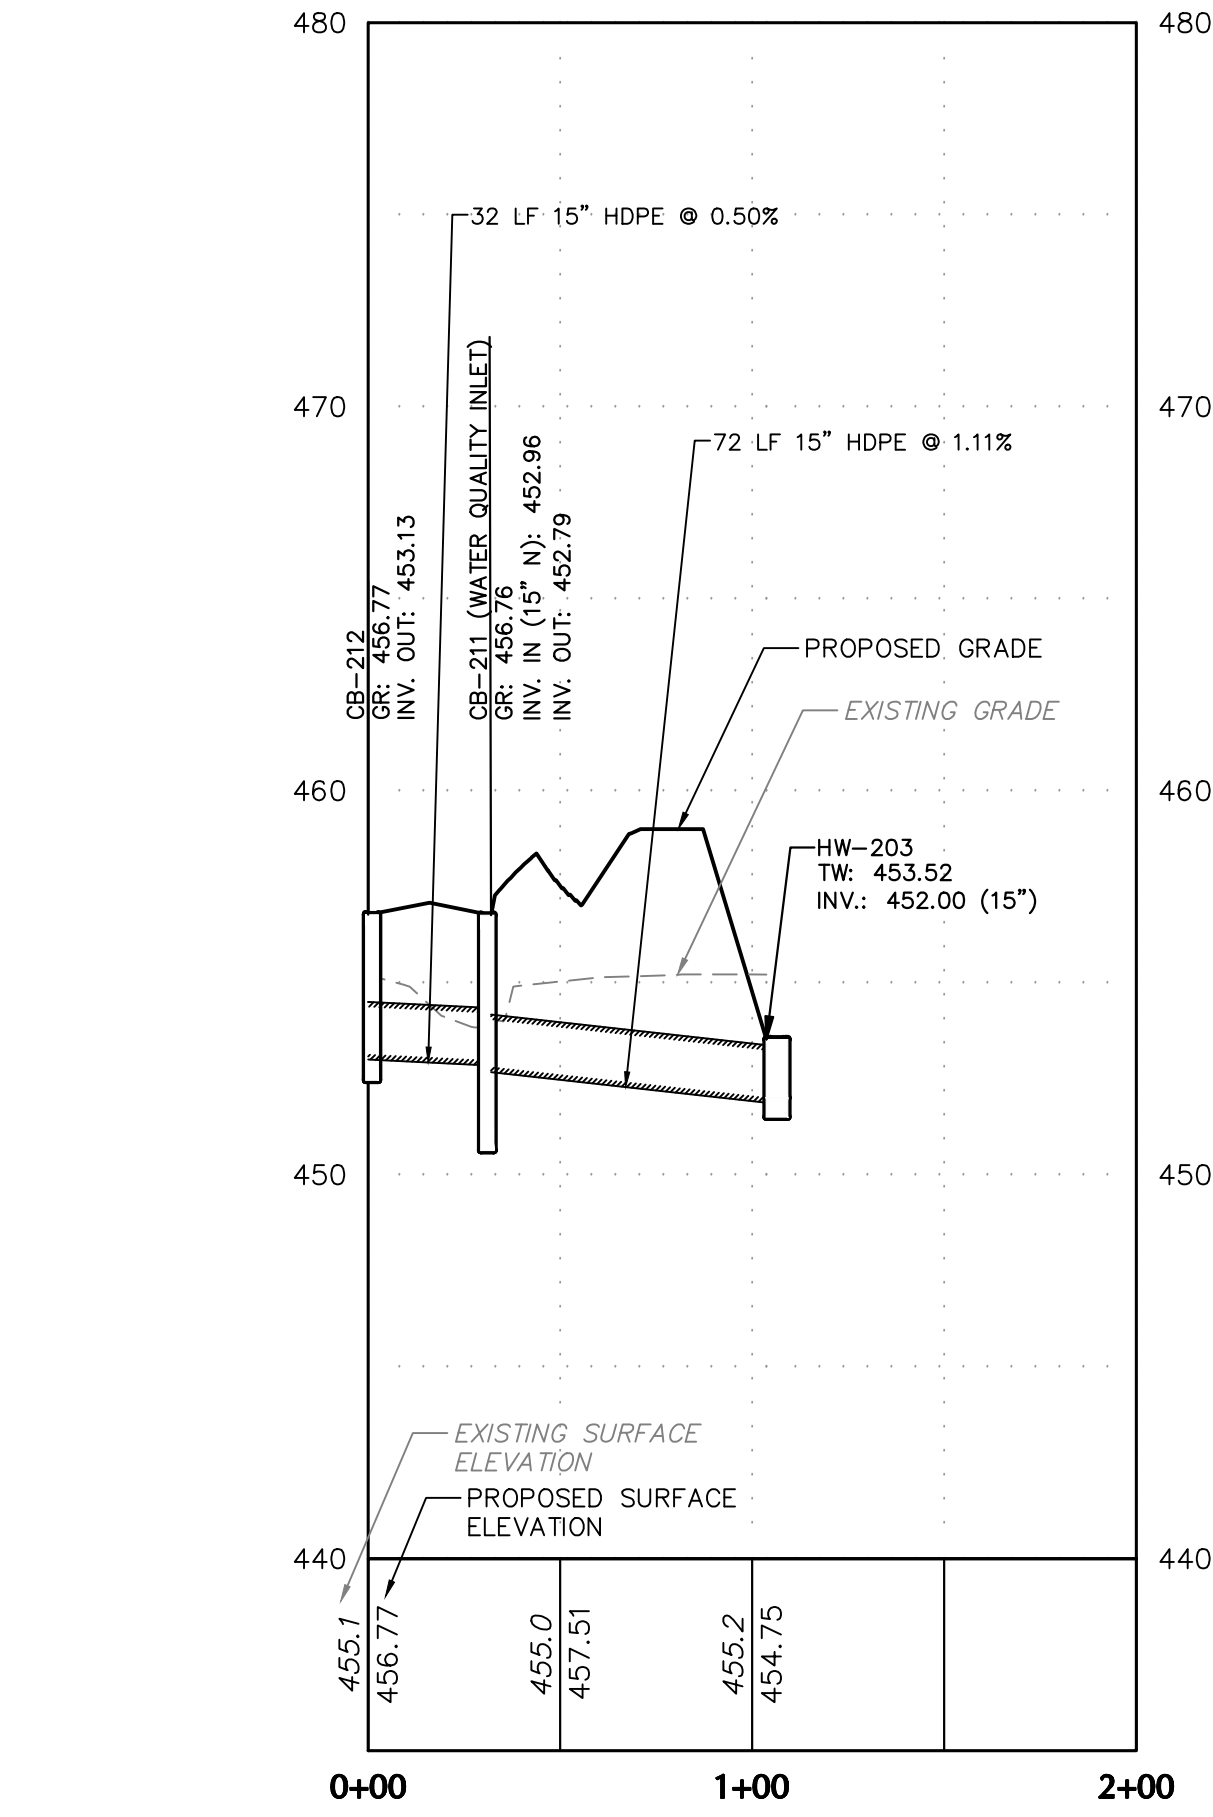 480
480
32 LF 15" HDPE @ 0.50%
470
470
72 LF 15" HDPE @ 1.11%
CB-212
GR: 456.77
INV. OUT: 453.13
CB-211 (WATER QUALITY INLET)
GR: 456.76
INV. IN (15" N): 452.96
INV. OUT: 452.79
PROPOSED GRADE
EXISTING GRADE
460
460
HW-203
TW: 453.52
INV.: 452.00 (15")
450
450
EXISTING SURFACE
ELEVATION
PROPOSED SURFACE
ELEVATION
440
440
455.1
456.77
455.0
457.51
455.2
454.75
0+00
1+00
2+00